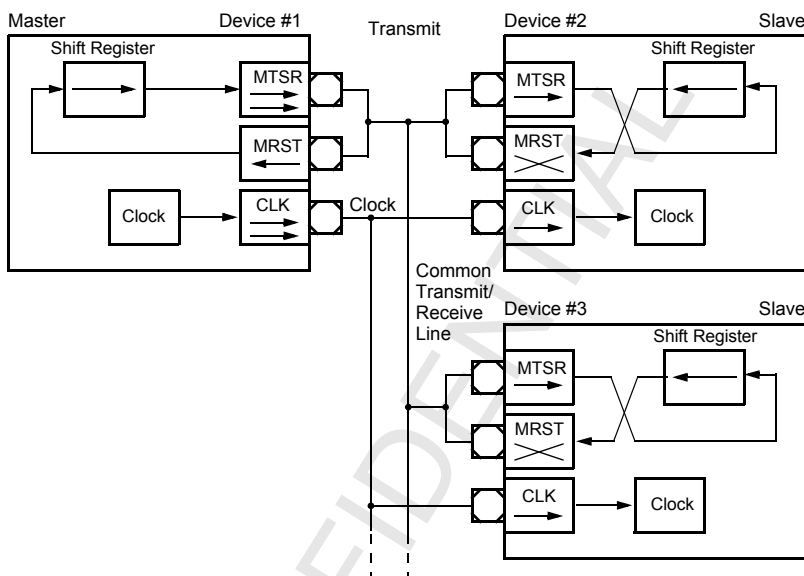 Master
Device #1
Shift Register
MTSR
MRST
Clock
CLK
Transmit
Clock
Common
Transmit/
Receive
Line
Device #2
Slave
Shift Register
MTSR
MRST
CLK
Clock
Device #3
Slave
Shift Register
MTSR
MRST
CLK
Clock
FIDENTIAL